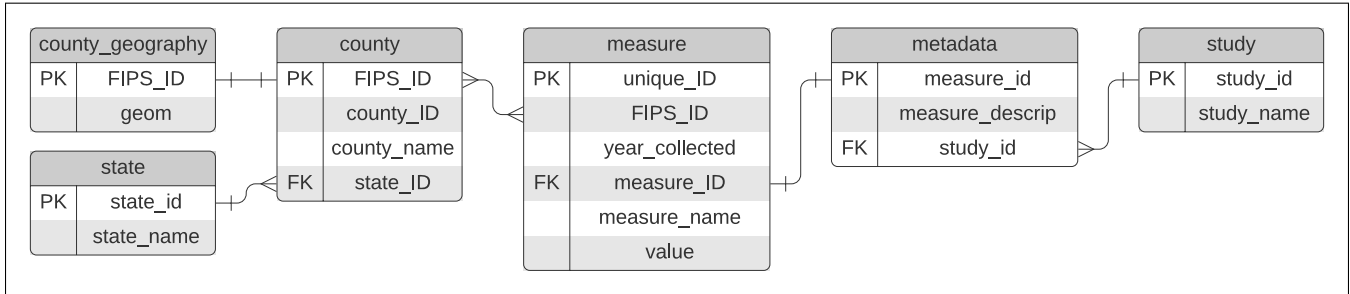 county_geography
PK FIPS_ID
geom
state
PK state_id
state_name
county
PK FIPS_ID
county_ID
county_name
FK state_ID
measure
PK unique_ID
FIPS_ID
year_collected
FK measure_ID
measure_name
value
metadata
PK measure_id
measure_descrip
FK study_id
study
PK study_id
study_name